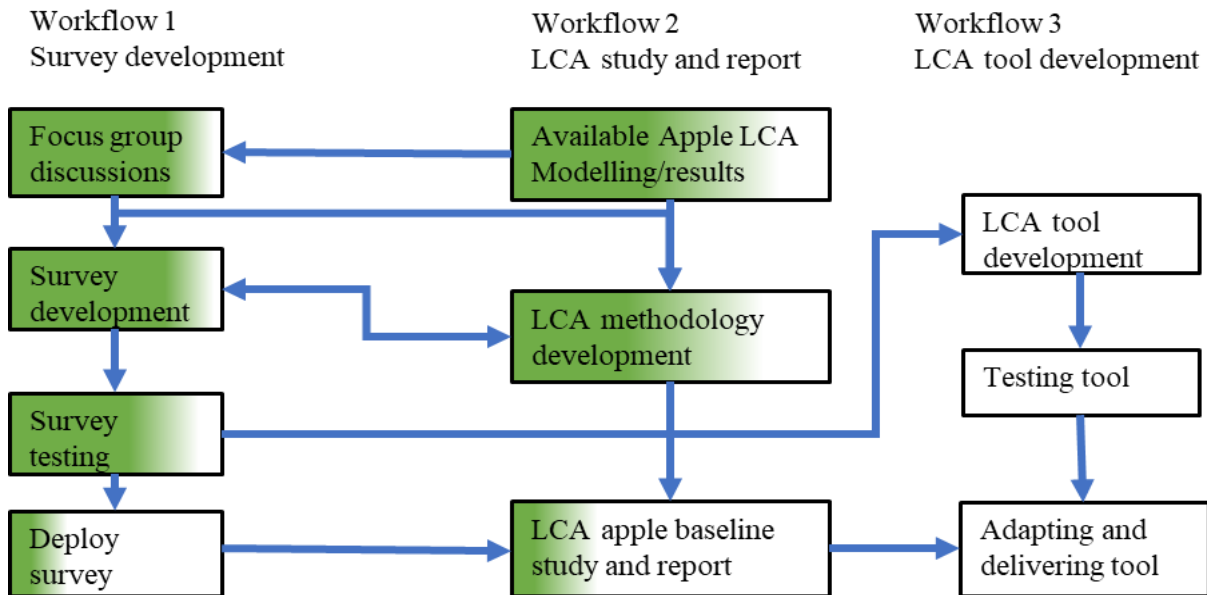 Workflow 1
Survey development
Workflow 2
LCA study and report
Workflow 3
LCA tool development
Focus group
discussions
Available Apple LCA
Modelling/results
LCA tool
development
Survey
development
LCA methodology
development
Testing tool
Survey
testing
Deploy
survey
LCA apple baseline
study and report
Adapting and
delivering tool